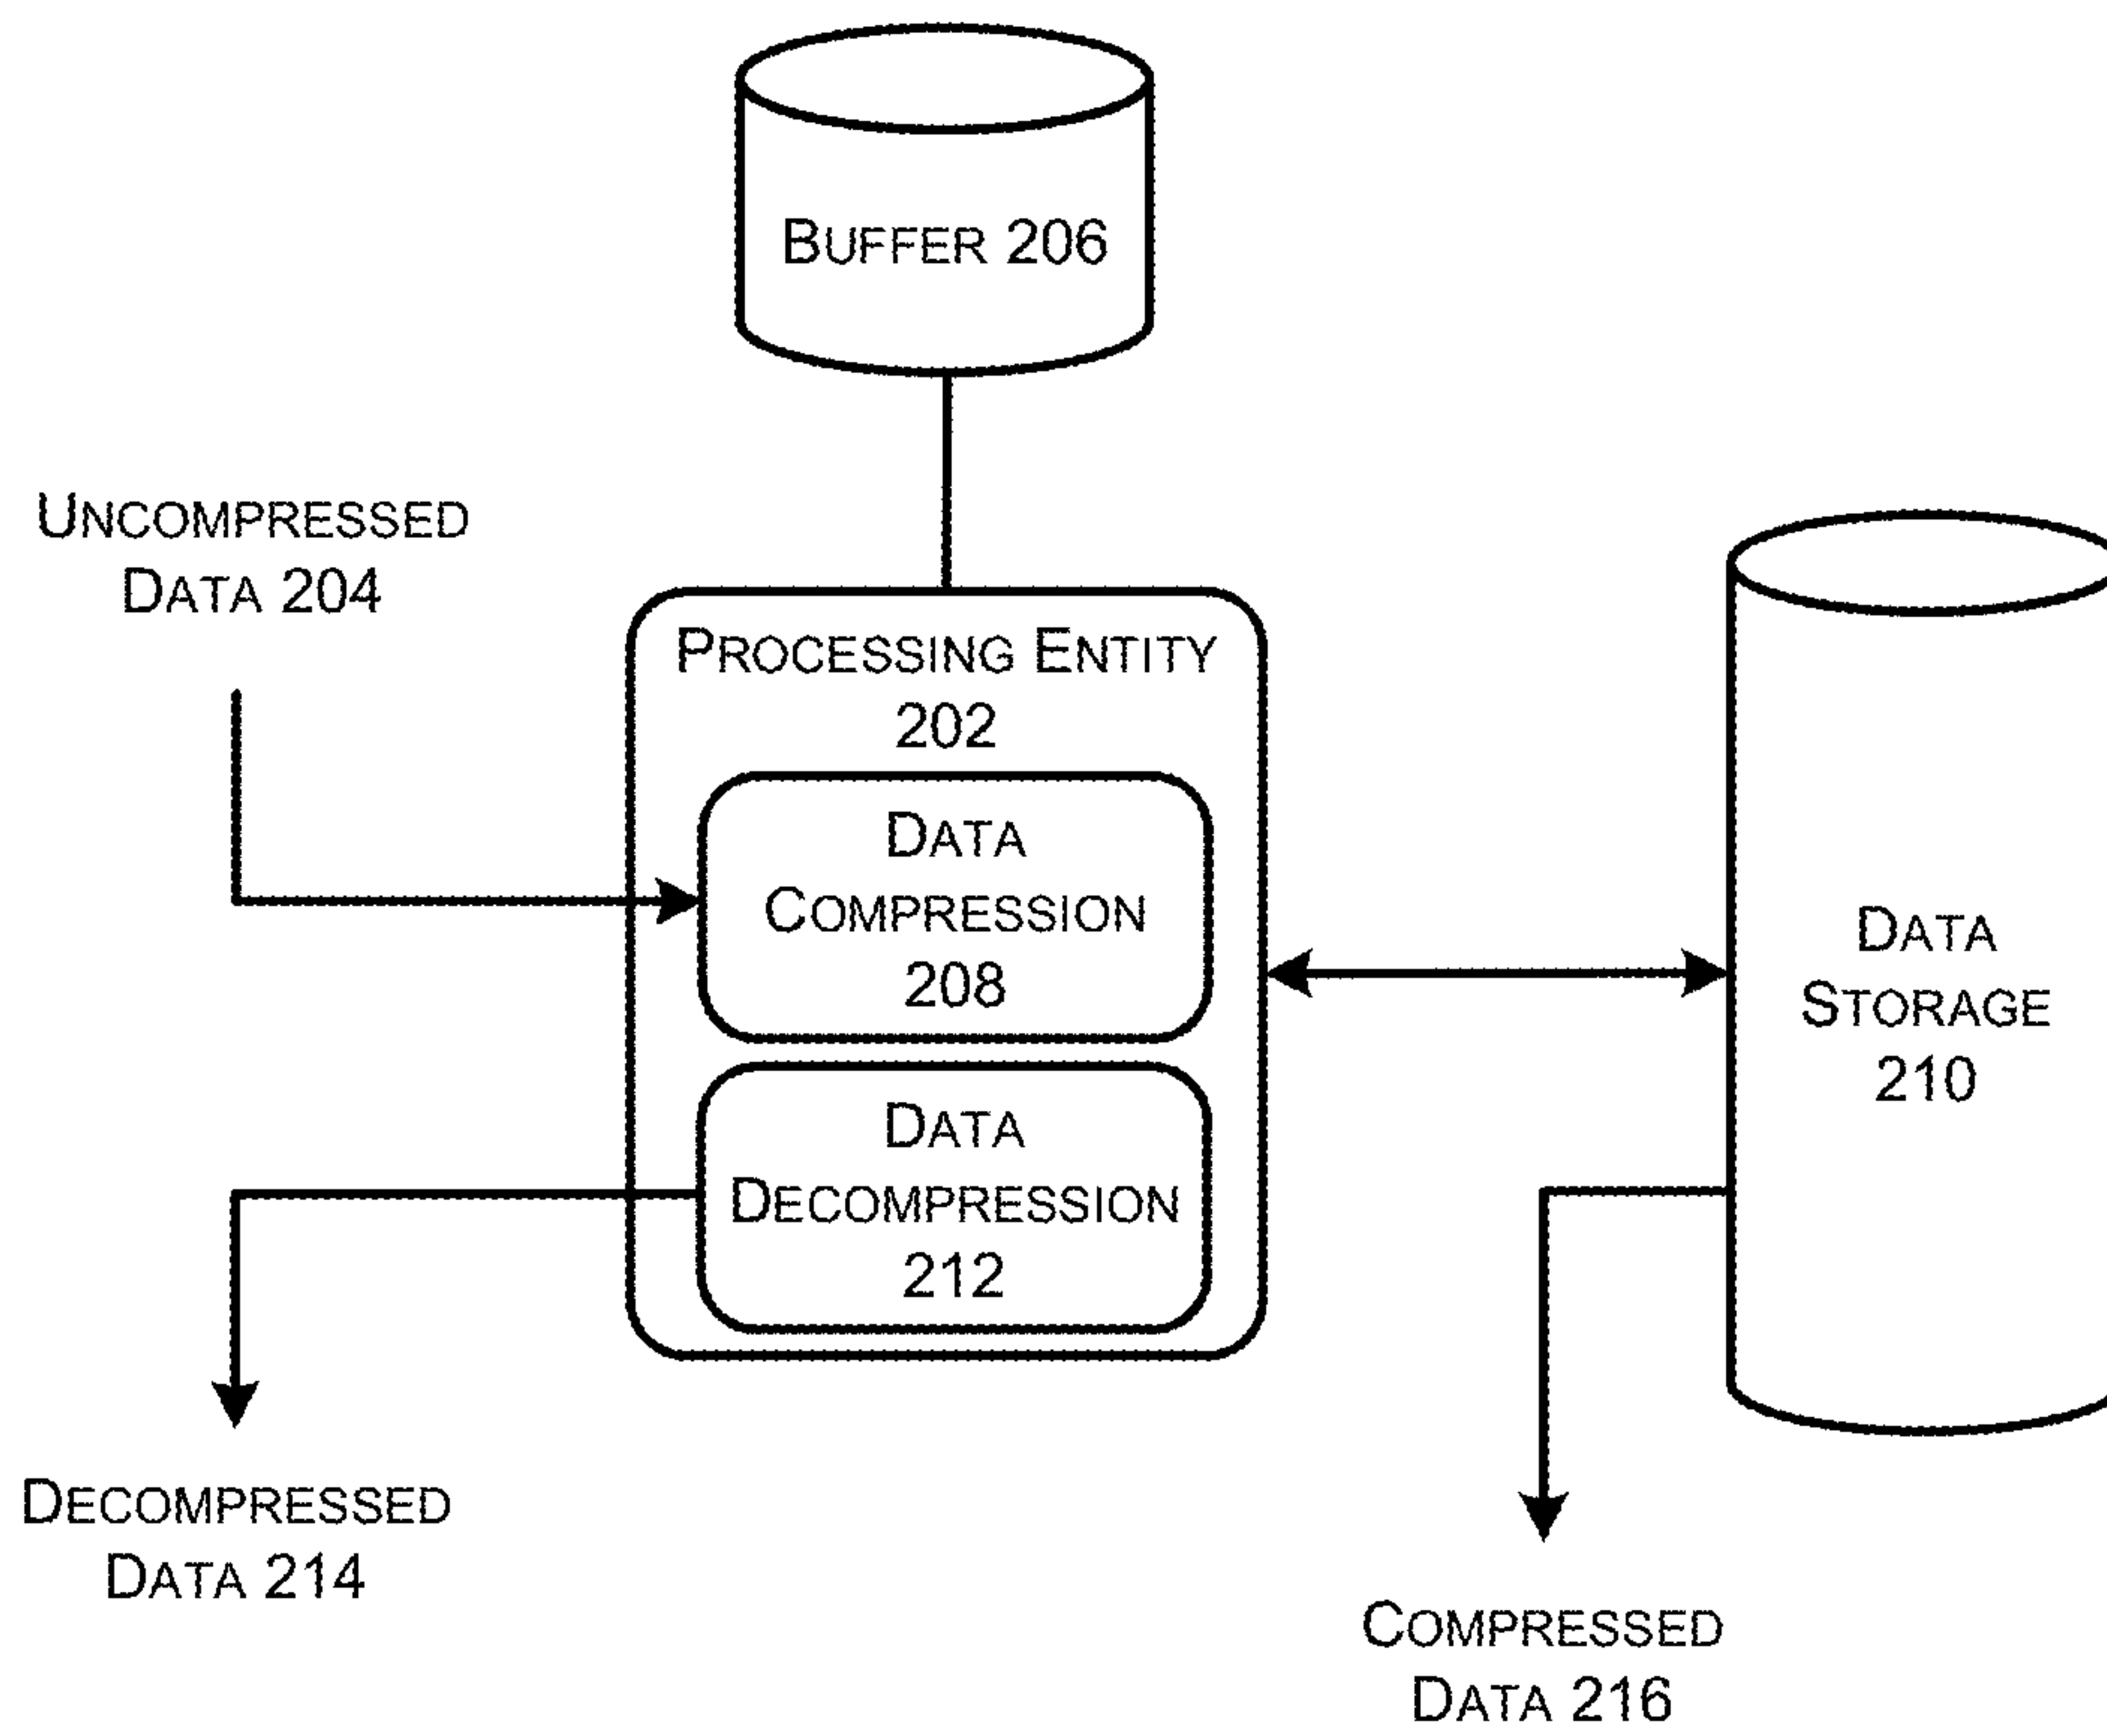 BUFFER 206
UNCOMPRESSED
DATA 204
PROCESSING ENTITY
202
DATA
COMPRESSION
208
DATA
DECOMPRESSION
212
DATA
STORAGE
210
DECOMPRESSED
DATA 214
COMPRESSED
DATA 216